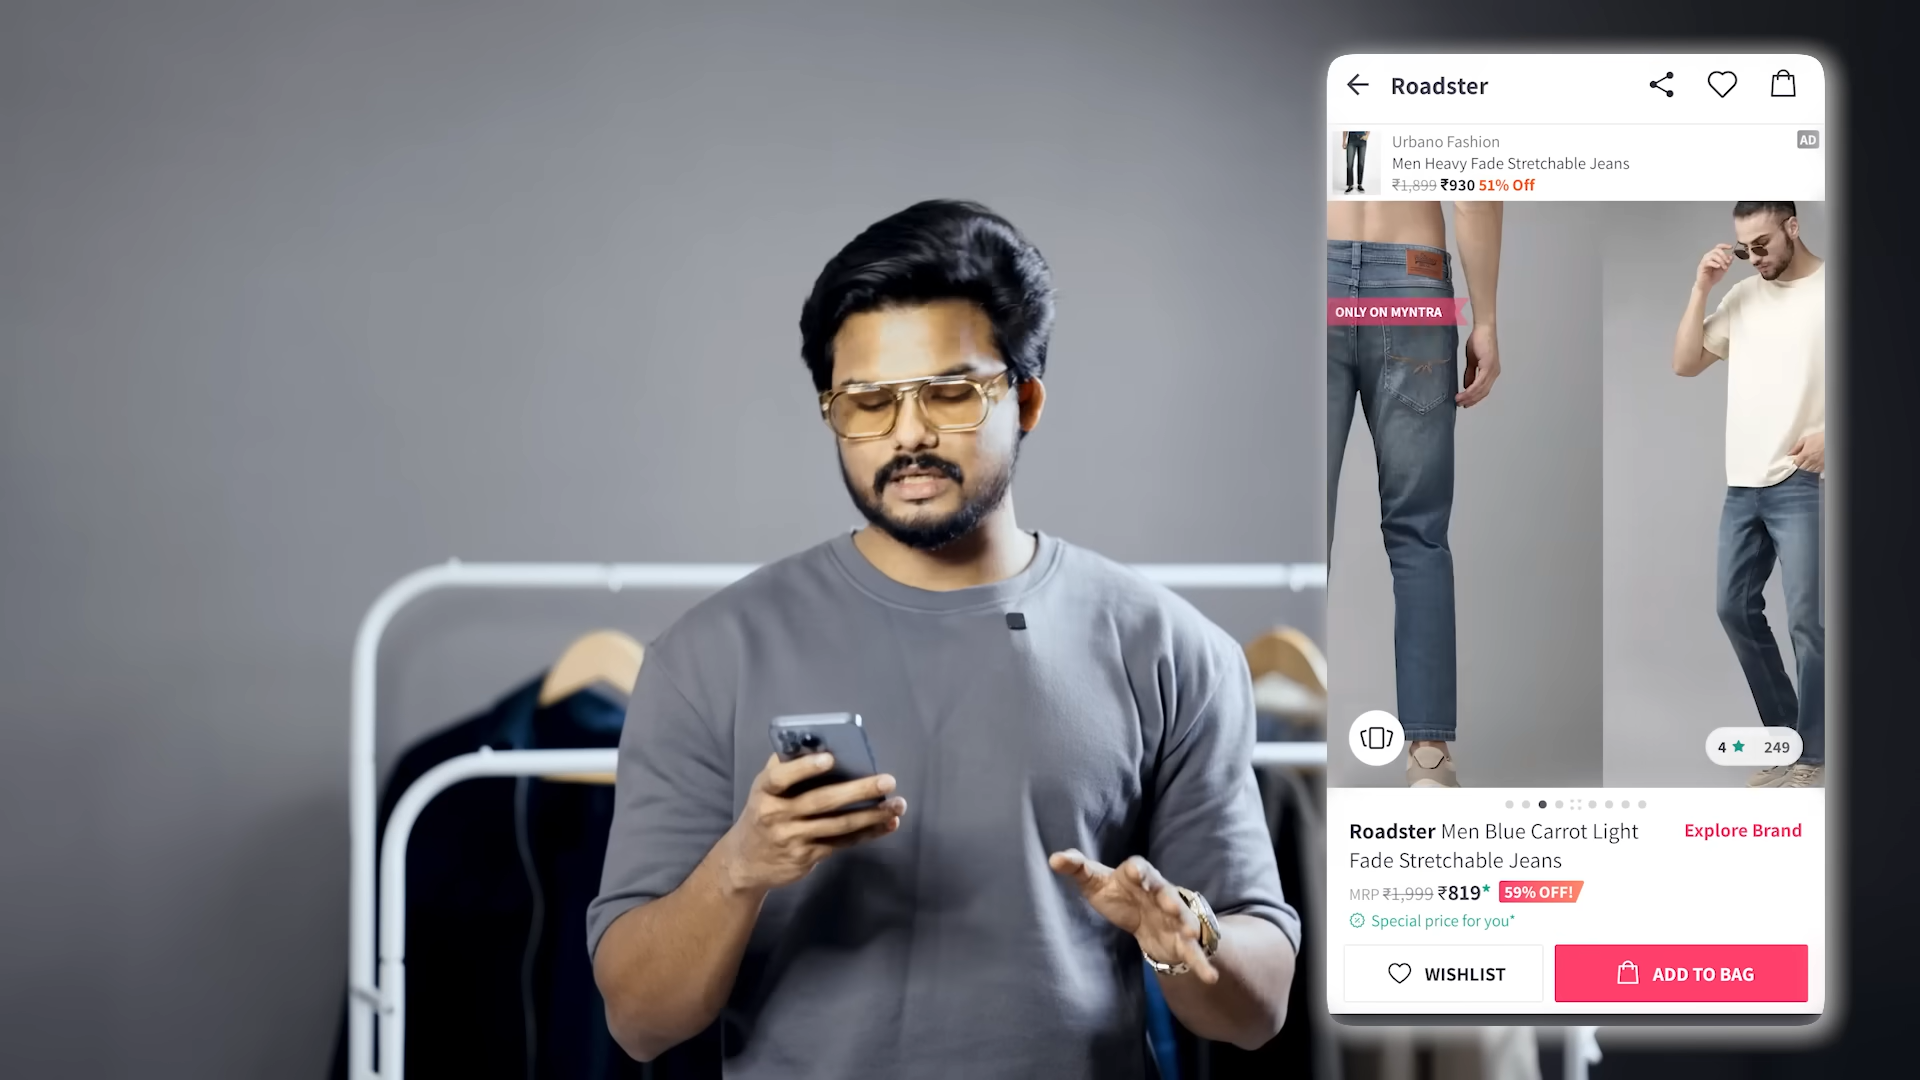 Roadster
Urbano Fashion
AD
Men Heavy Fade Stretchable Jeans
₹1,899 ₹930 51% Off
ONLY ON MYNTRA
4 ★ 249
Roadster Men Blue Carrot Light
Explore Brand
Fade Stretchable Jeans
MRP ₹1,999 ₹819* 59% OFF!
Special price for you*
WISHLIST
ADD TO BAG